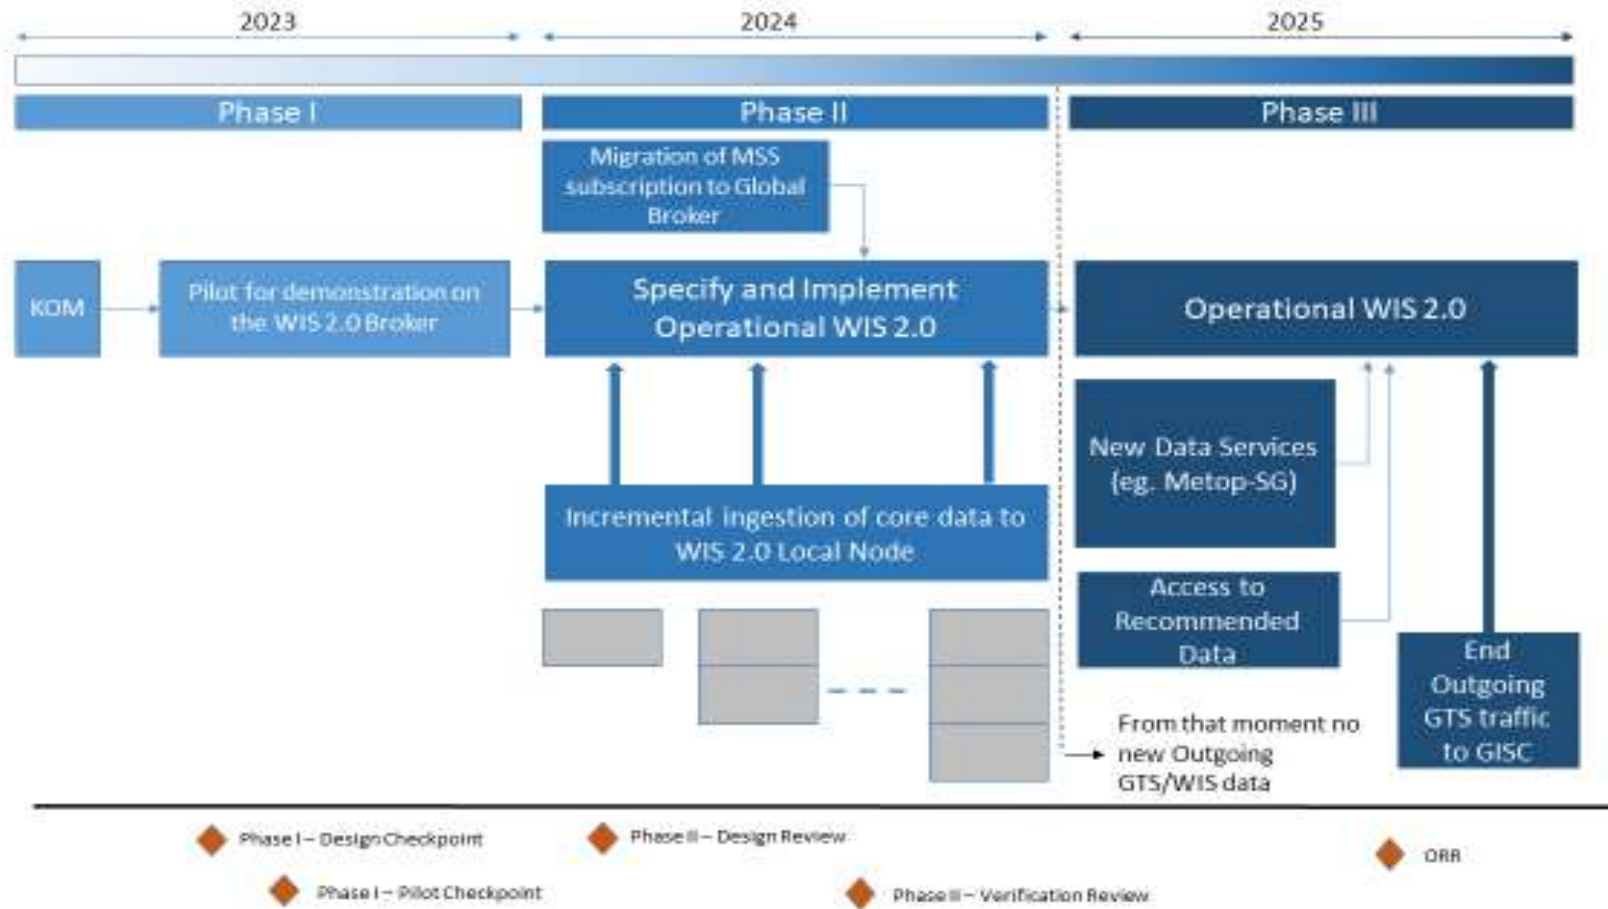 2023
2024
2025
Phase I
Phase II
Phase III
Migration of MSS
subscription to Global
Broker
KOM
Pilot for demonstration on
the WIS 2.0 Broker
Specify and Implement
Operational WIS 2.0
Operational WIS 2.0
New Data Services
(eg. Metop-SG)
Incremental ingestion of core data to
WIS 2.0 Local Node
Access to
Recommended
Data
End
Outgoing
GTS traffic
to GISC
From that moment no
new Outgoing
GTS/WIS data
Phase I – Design Checkpoint
Phase II – Design Review
ORR
Phase I – Pilot Checkpoint
Phase II – Verification Review